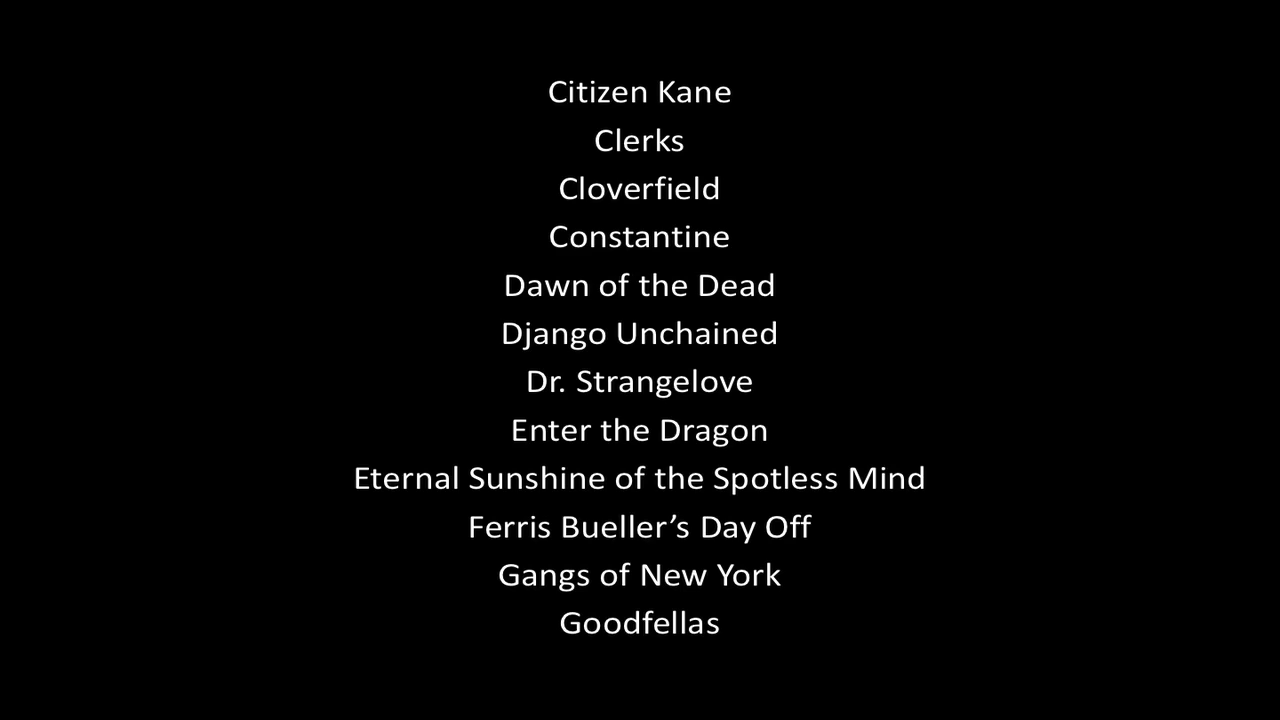 Citizen Kane
Clerks
Cloverfield
Constantine
Dawn of the Dead
Django Unchained
Dr. Strangelove
Enter the Dragon
Eternal Sunshine of the Spotless Mind
Ferris Bueller’s Day Off
Gangs of New York
Goodfellas